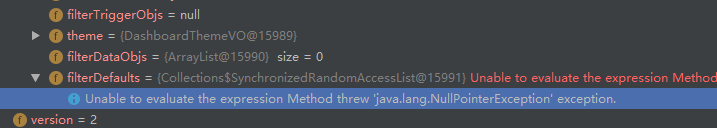 filterTriggerObjs = null
theme = {DashboardThemeVO@15989}
filterDataObjs = {ArrayList@15990} size = 0
filterDefaults = {Collections$SynchronizedRandomAccessList@15991} Unable to evaluate the expression Method
Unable to evaluate the expression Method threw 'java.lang.NullPointerException' exception.
version = 2